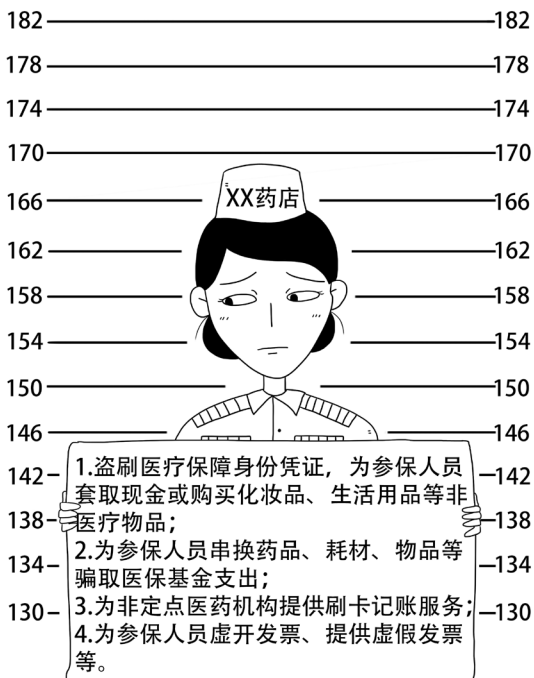 182 182
178 178
174 174
170 170
XX药店
166 166
162 162
158 158
154 154
150 150
146 146
1.盗刷医疗保障身份凭证，为参保人员
142 142
套取现金或购买化妆品、生活用品等非
138 138
医疗物品；
2.为参保人员串换药品、耗材、物品等
134 134
骗取医保基金支出；
3.为非定点医药机构提供刷卡记账服务；
130 130
4.为参保人员虚开发票、提供虚假发票
等。